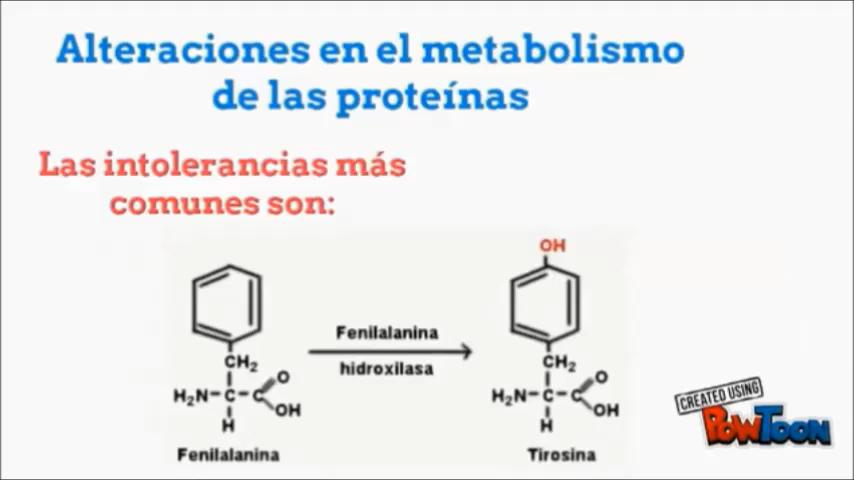 Alteraciones en el metabolismo
de las proteínas
Las intolerancias más
comunes son:
OH
Fenilalanina
hidroxilasa
CH₂
O
H₂N-C-C
OH
H
Fenilalanina
CH₂
O
H₂N-C-C
OH
H
Tirosina
CREATED USING
POWTOON